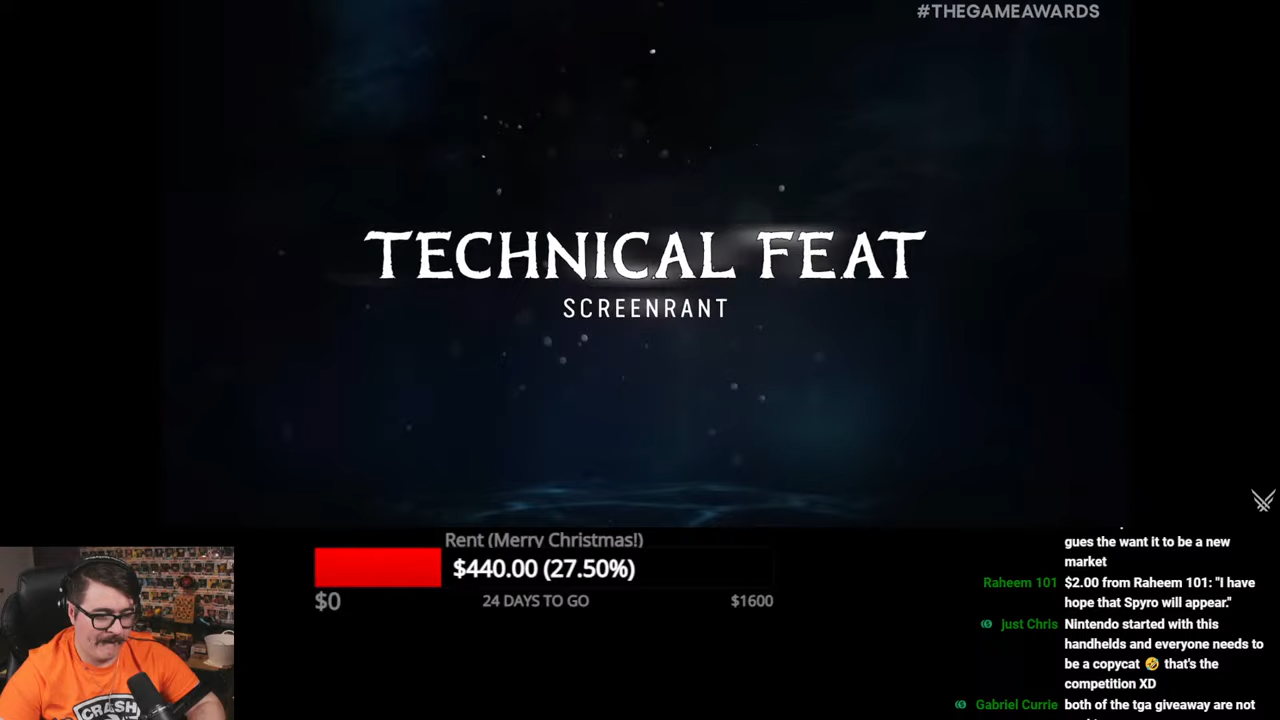 #THEGAMEAWARDS
TECHNICAL FEAT
SCREENRANT
Rent (Merry Christmas!)
$440.00 (27.50%)
$0
24 DAYS TO GO
$1600
gues the want it to be a new
market
Raheem 101 $2.00 from Raheem 101: "I have
hope that Spyro will appear."
just Chris Nintendo started with this
handhelds and everyone needs to
be a copycat 🤣 that's the
competition XD
Gabriel Currie both of the tga giveaway are not
CRASH